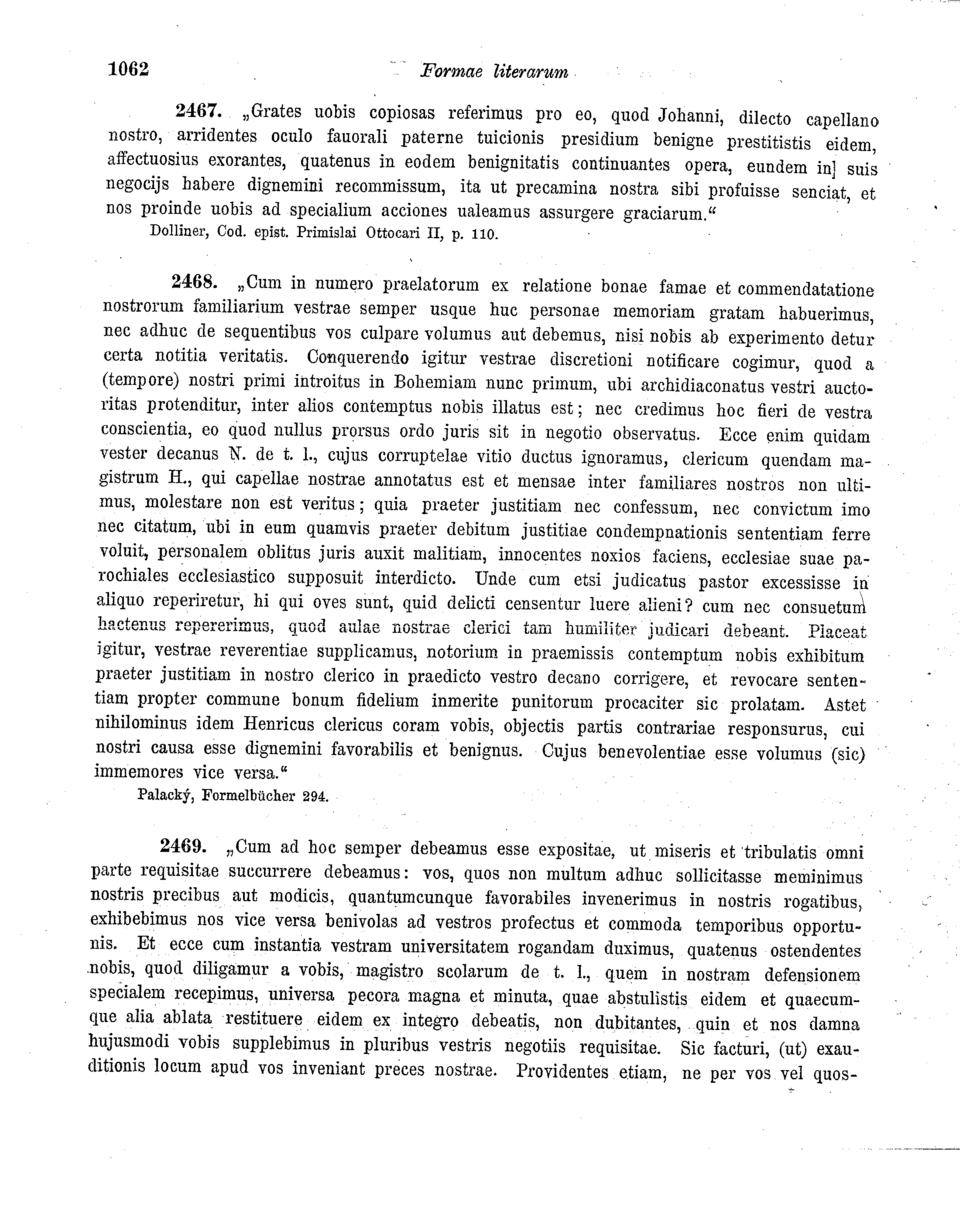 1062 Formae literarum
2467. „Grates uobis copiosas referimus pro eo, quod Johanni, dilecto capellano
nostro, arridentes oculo fauorali paterne tuicionis presidium benigne prestitistis eidem,
affectuosius exorantes, quatenus in eodem benignitatis continuantes opera, eundem in] suis
negocijs habere dignemini recommissum, ita ut precamina nostra sibi profuisse senciat, et
nos proinde uobis ad specialium acciones ualeamus assurgere graciarum.“
Dolliner, Cod. epist. Primislai Ottocari II, p. 110.
2468. „Cum in numero praelatorum ex relatione bonae famae et commendatatione
nostrorum familiarium vestrae semper usque huc personae memoriam gratam habuerimus,
nec adhuc de sequentibus vos culpare volumus aut debemus, nisi nobis ab experimento detur
certa notitia veritatis. Conquerendo igitur vestrae discretioni notificare cogimur, quod a
(tempore) nostri primi introitus in Bohemiam nunc primum, ubi archidiaconatus vestri aucto-
ritas protenditur, inter alios contemptus nobis illatus est; nec credimus hoc fieri de vestra
conscientia, eo quod nullus prorsus ordo juris sit in negotio observatus. Ecce enim quidam
vester decanus N. de t. l., cujus corruptelae vitio ductus ignoramus, clericum quendam ma-
gistrum H., qui capellae nostrae annotatus est et mensae inter familiares nostros non ulti-
mus, molestare non est veritus; quia praeter justitiam nec confessum, nec convictum imo
nec citatum, ubi in eum quamvis praeter debitum justitiae condempnationis sententiam ferre
voluit, personalem oblitus juris auxit malitiam, innocentes noxios faciens, ecclesiae suae pa-
rochiales ecclesiastico supposuit interdicto. Unde cum etsi judicatus pastor excessisse in
aliquo reperiretur, hi qui oves sunt, quid delicti censentur luere alieni? cum nec consuetum
hactenus repererimus, quod aulae nostrae clerici tam humiliter judicari debeant. Placeat
igitur, vestrae reverentiae supplicamus, notorium in praemissis contemptum nobis exhibitum
praeter justitiam in nostro clerico in praedicto vestro decano corrigere, et revocare senten-
tiam propter commune bonum fidelium inmerite punitorum procaciter sic prolatam. Astet
nihilominus idem Henricus clericus coram vobis, objectis partis contrariae responsurus, cui
nostri causa esse dignemini favorabilis et benignus. Cujus benevolentiae esse volumus (sic)
immemores vice versa.“
Palacký, Formelbücher 294.
2469. „Cum ad hoc semper debeamus esse expositae, ut miseris et tribulatis omni
parte requisitae succurrere debeamus: vos, quos non multum adhuc sollicitasse meminimus
nostris precibus aut modicis, quantumcunque favorabiles invenerimus in nostris rogatibus,
exhibebimus nos vice versa benivolas ad vestros profectus et commoda temporibus opportu-
nis. Et ecce cum instantia vestram universitatem rogandam duximus, quatenus ostendentes
nobis, quod diligamur a vobis, magistro scolarum de t. l., quem in nostram defensionem
specialem recepimus, universa pecora magna et minuta, quae abstulistis eidem et quaecum-
que alia ablata restituere eidem ex integro debeatis, non dubitantes, quin et nos damna
hujusmodi vobis supplebimus in pluribus vestris negotiis requisitae. Sic facturi, (ut) exau-
ditionis locum apud vos inveniant preces nostrae. Providentes etiam, ne per vos vel quos-